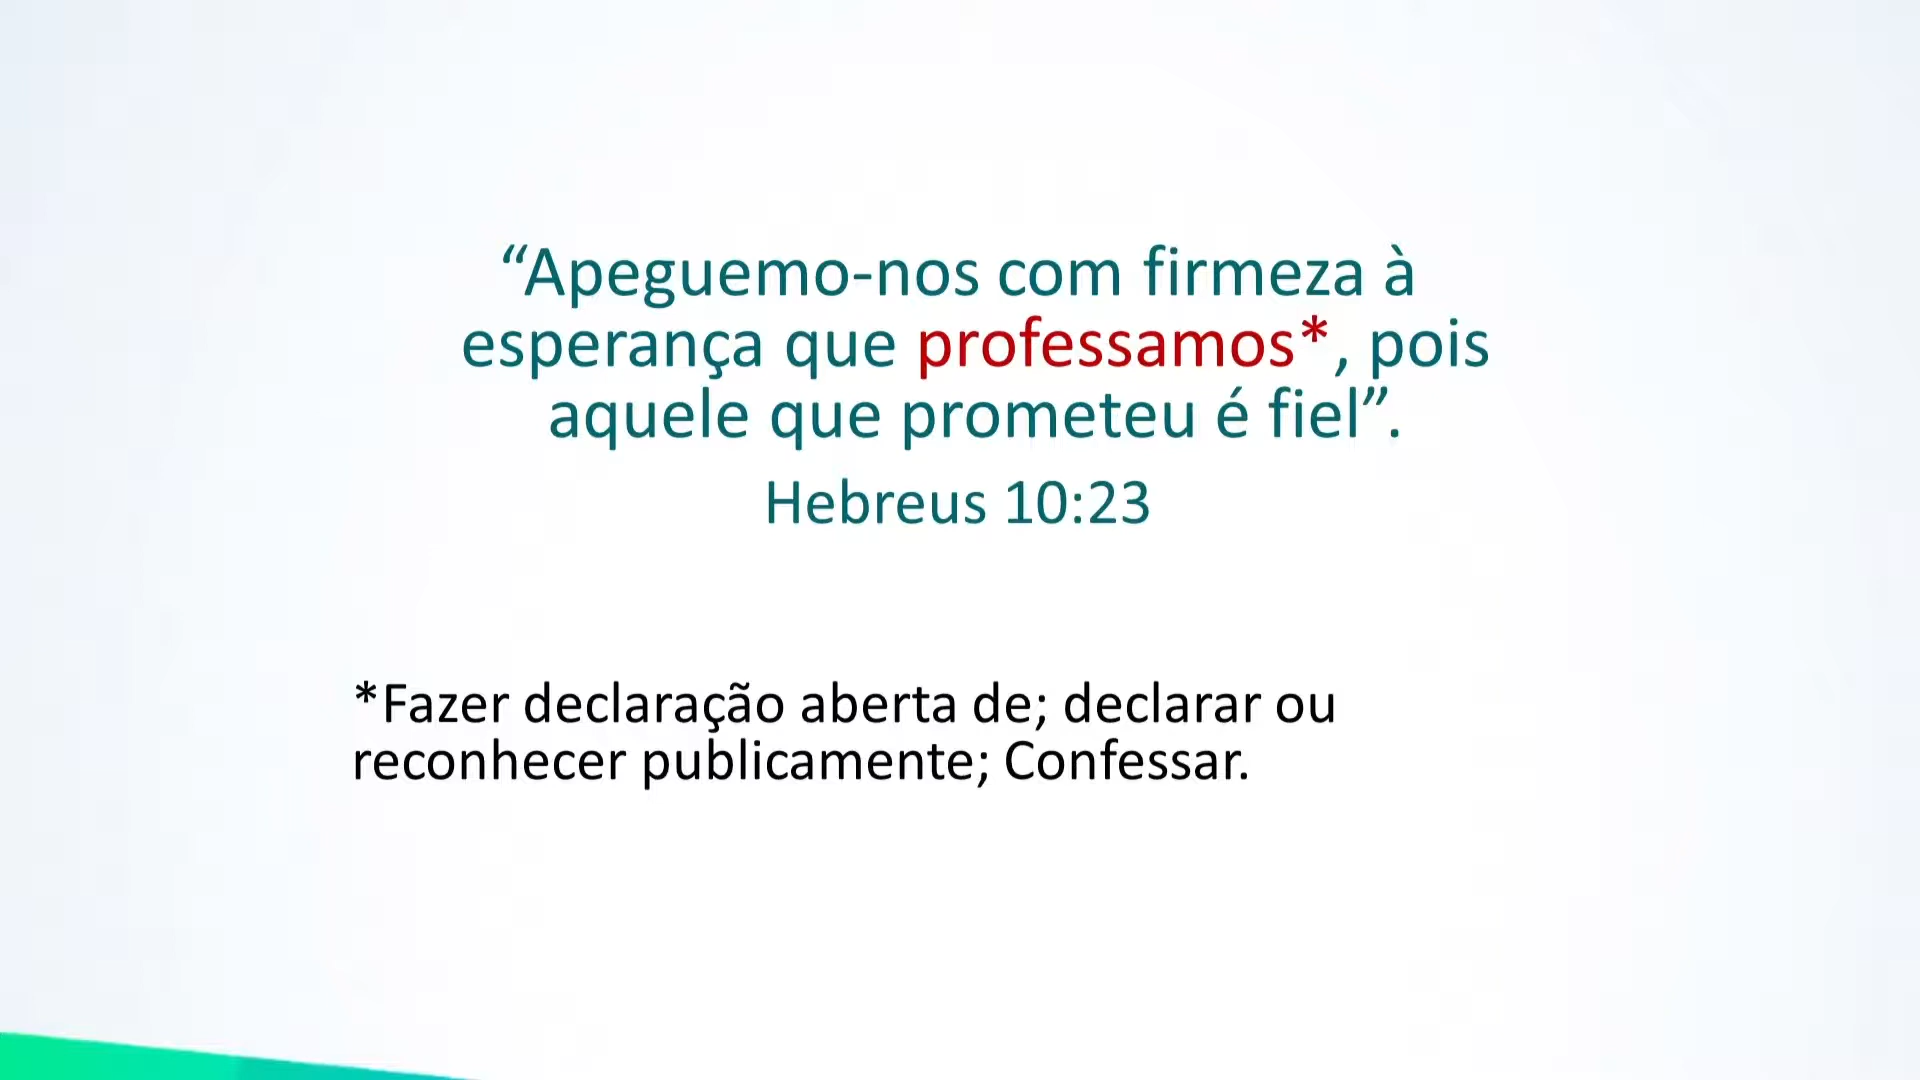 “Apeguemo-nos com firmeza à
esperança que professamos*, pois
aquele que prometeu é fiel”.
Hebreus 10:23
*Fazer declaração aberta de; declarar ou
reconhecer publicamente; Confessar.